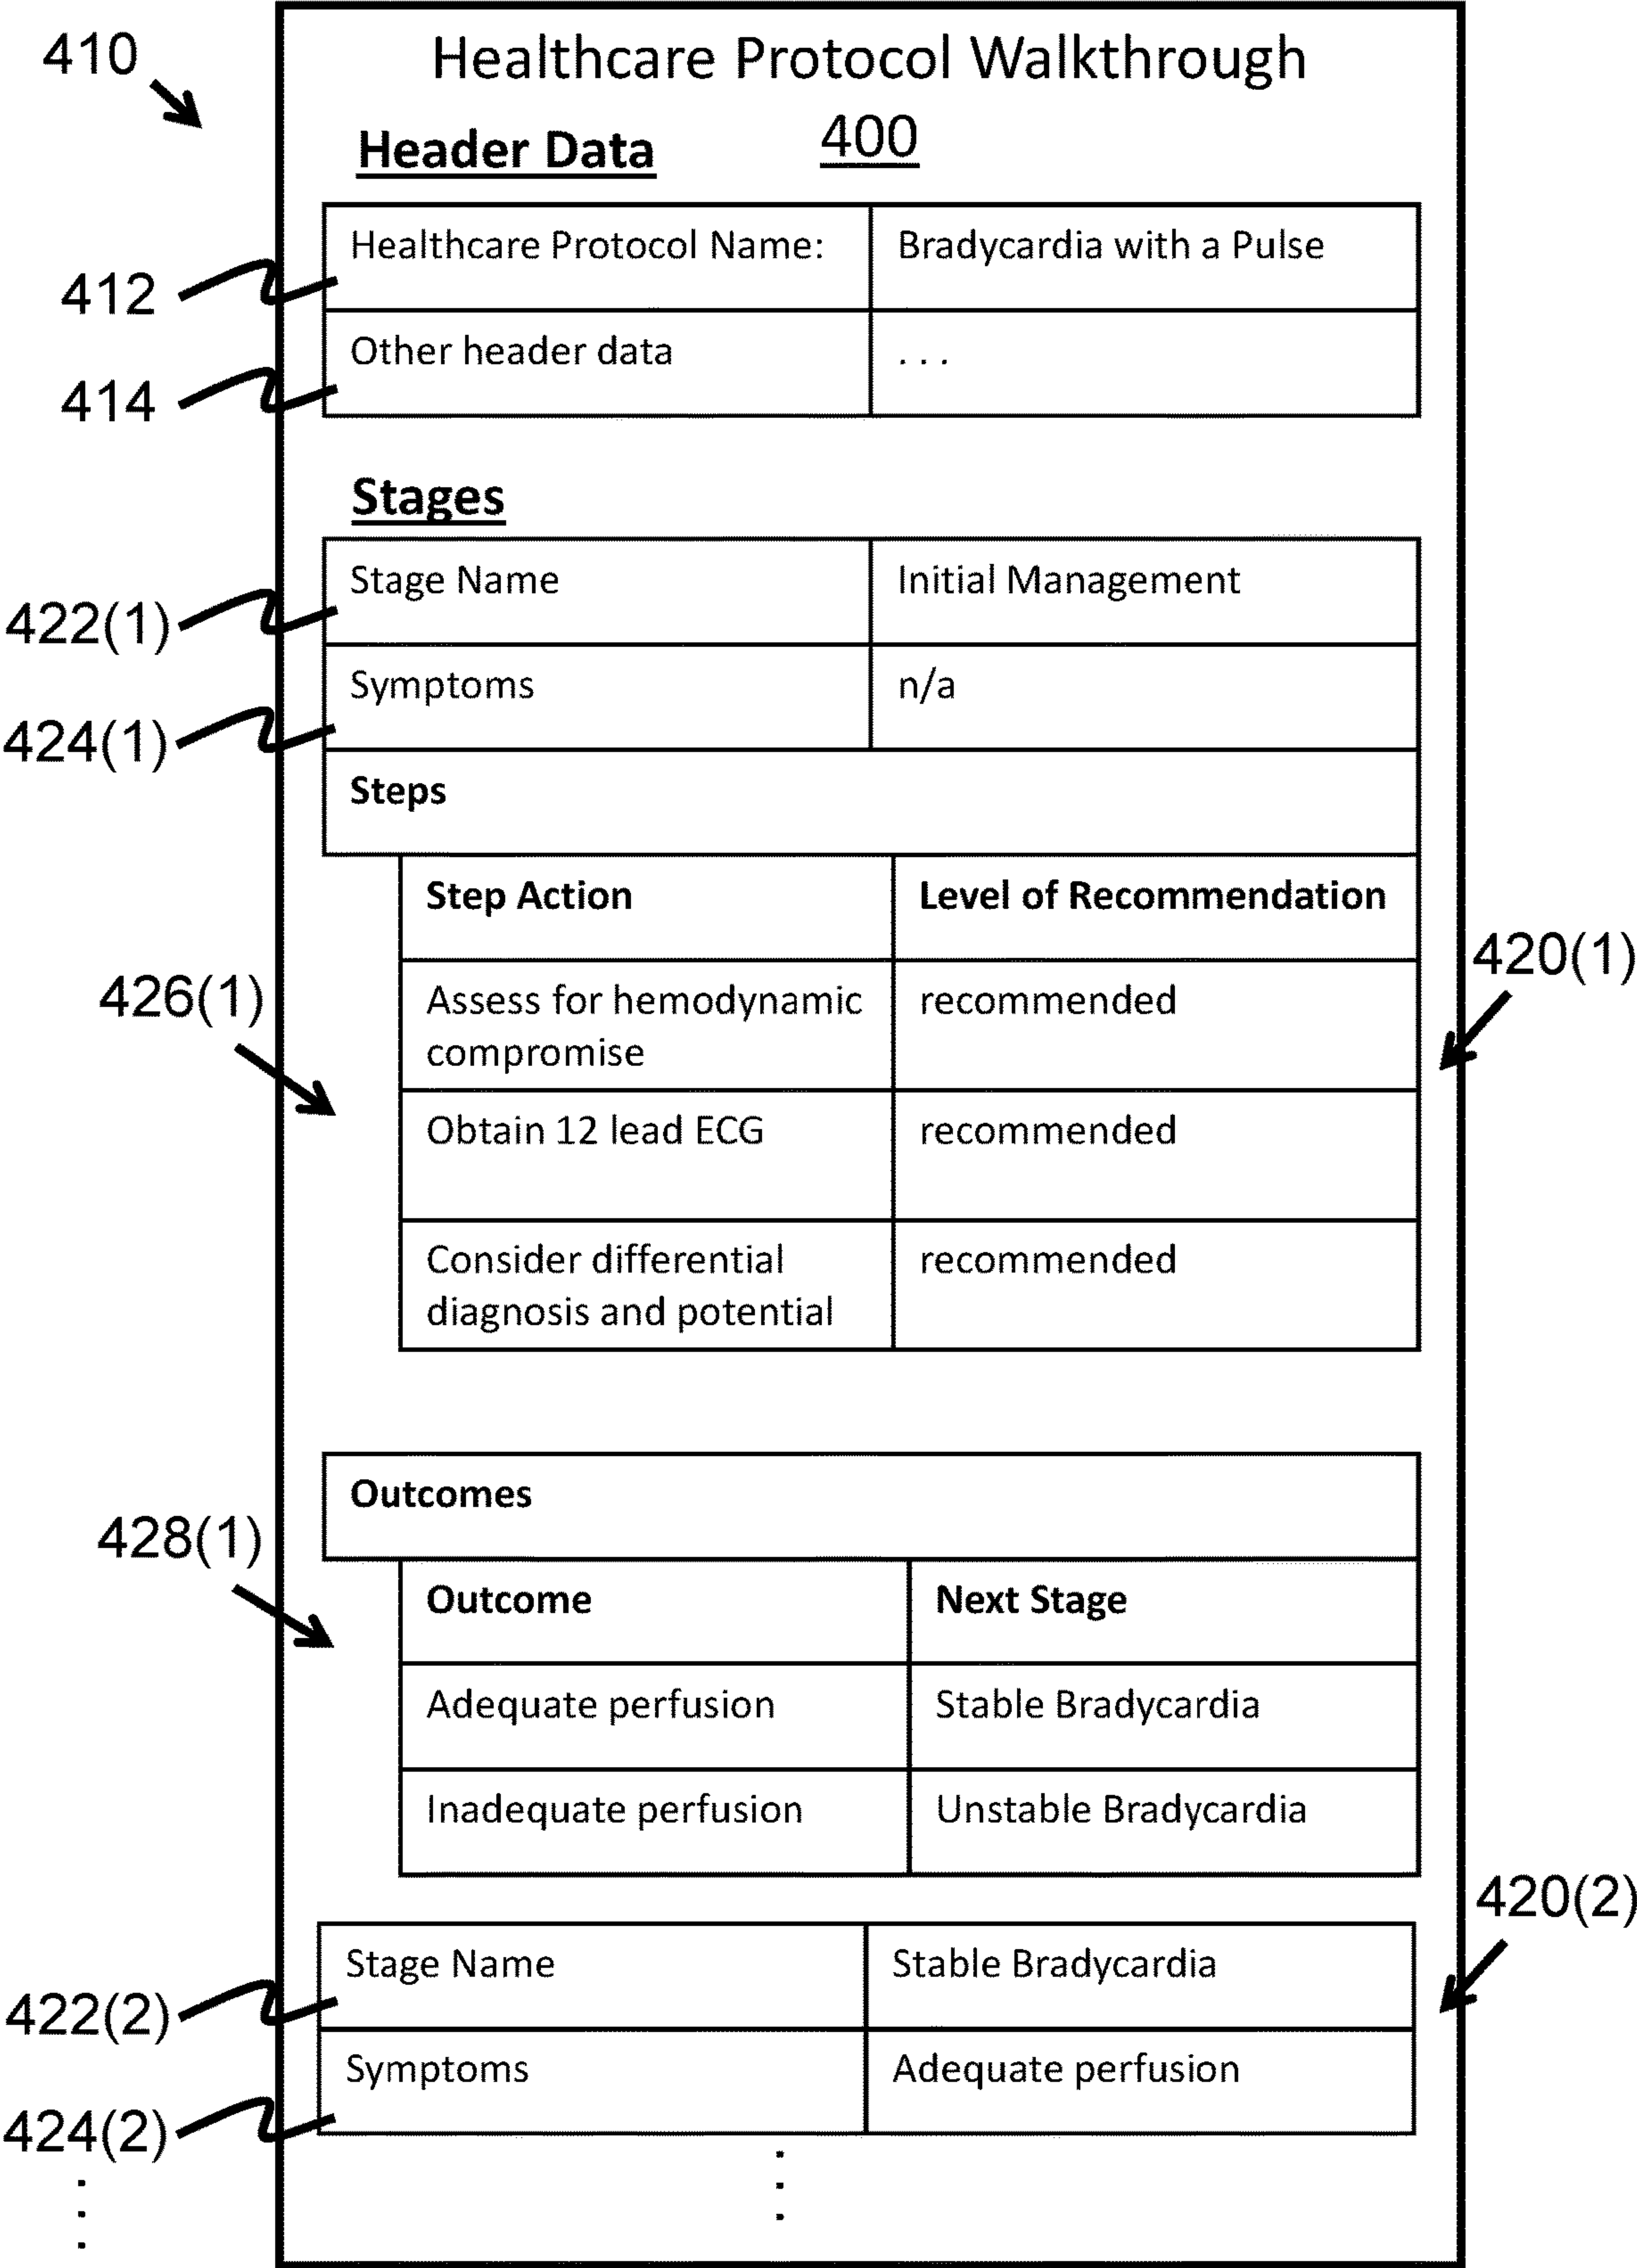 410
Healthcare Protocol Walkthrough
400
Header Data
Healthcare Protocol Name: Bradycardia with a Pulse
412
Other header data . . .
414
Stages
Stage Name Initial Management
422(1)
Symptoms n/a
424(1)
Steps
Step Action Level of Recommendation
420(1)
426(1)
Assess for hemodynamic recommended
compromise
Obtain 12 lead ECG recommended
Consider differential recommended
diagnosis and potential
Outcomes
428(1)
Outcome Next Stage
Adequate perfusion Stable Bradycardia
Inadequate perfusion Unstable Bradycardia
420(2)
Stage Name Stable Bradycardia
422(2)
Symptoms Adequate perfusion
424(2)